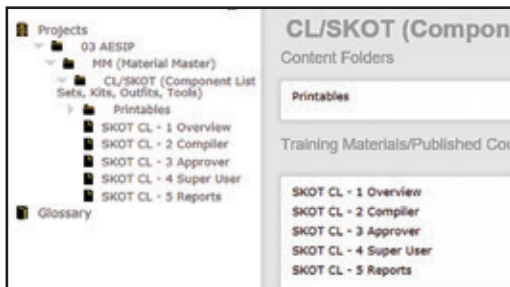 Projects
03 AESIP
MM (Material Master)
CL/SKOT (Component List
Sets, Kits, Outfits, Tools)
Printables
SKOT CL - 1 Overview
SKOT CL - 2 Compiler
SKOT CL - 3 Approver
SKOT CL - 4 Super User
SKOT CL - 5 Reports
Glossary
CL/SKOT (Compon
Content Folders
Printables
Training Materials/Published Cou
SKOT CL - 1 Overview
SKOT CL - 2 Compiler
SKOT CL - 3 Approver
SKOT CL - 4 Super User
SKOT CL - 5 Reports